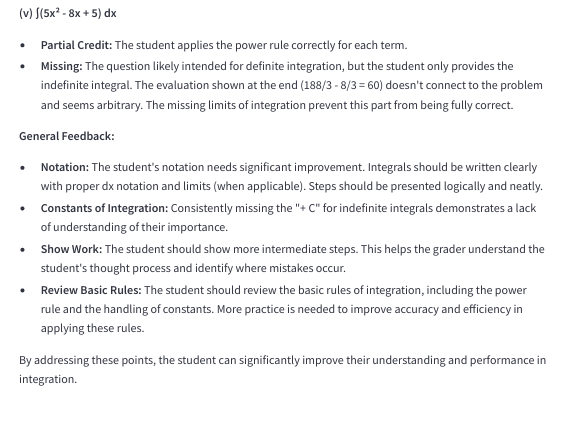 (v) ∫(5x² - 8x + 5) dx
• Partial Credit: The student applies the power rule correctly for each term.
• Missing: The question likely intended for definite integration, but the student only provides the
indefinite integral. The evaluation shown at the end (188/3 - 8/3 = 60) doesn't connect to the problem
and seems arbitrary. The missing limits of integration prevent this part from being fully correct.
General Feedback:
• Notation: The student's notation needs significant improvement. Integrals should be written clearly
with proper dx notation and limits (when applicable). Steps should be presented logically and neatly.
• Constants of Integration: Consistently missing the "+ C" for indefinite integrals demonstrates a lack
of understanding of their importance.
• Show Work: The student should show more intermediate steps. This helps the grader understand the
student's thought process and identify where mistakes occur.
• Review Basic Rules: The student should review the basic rules of integration, including the power
rule and the handling of constants. More practice is needed to improve accuracy and efficiency in
applying these rules.
By addressing these points, the student can significantly improve their understanding and performance in
integration.